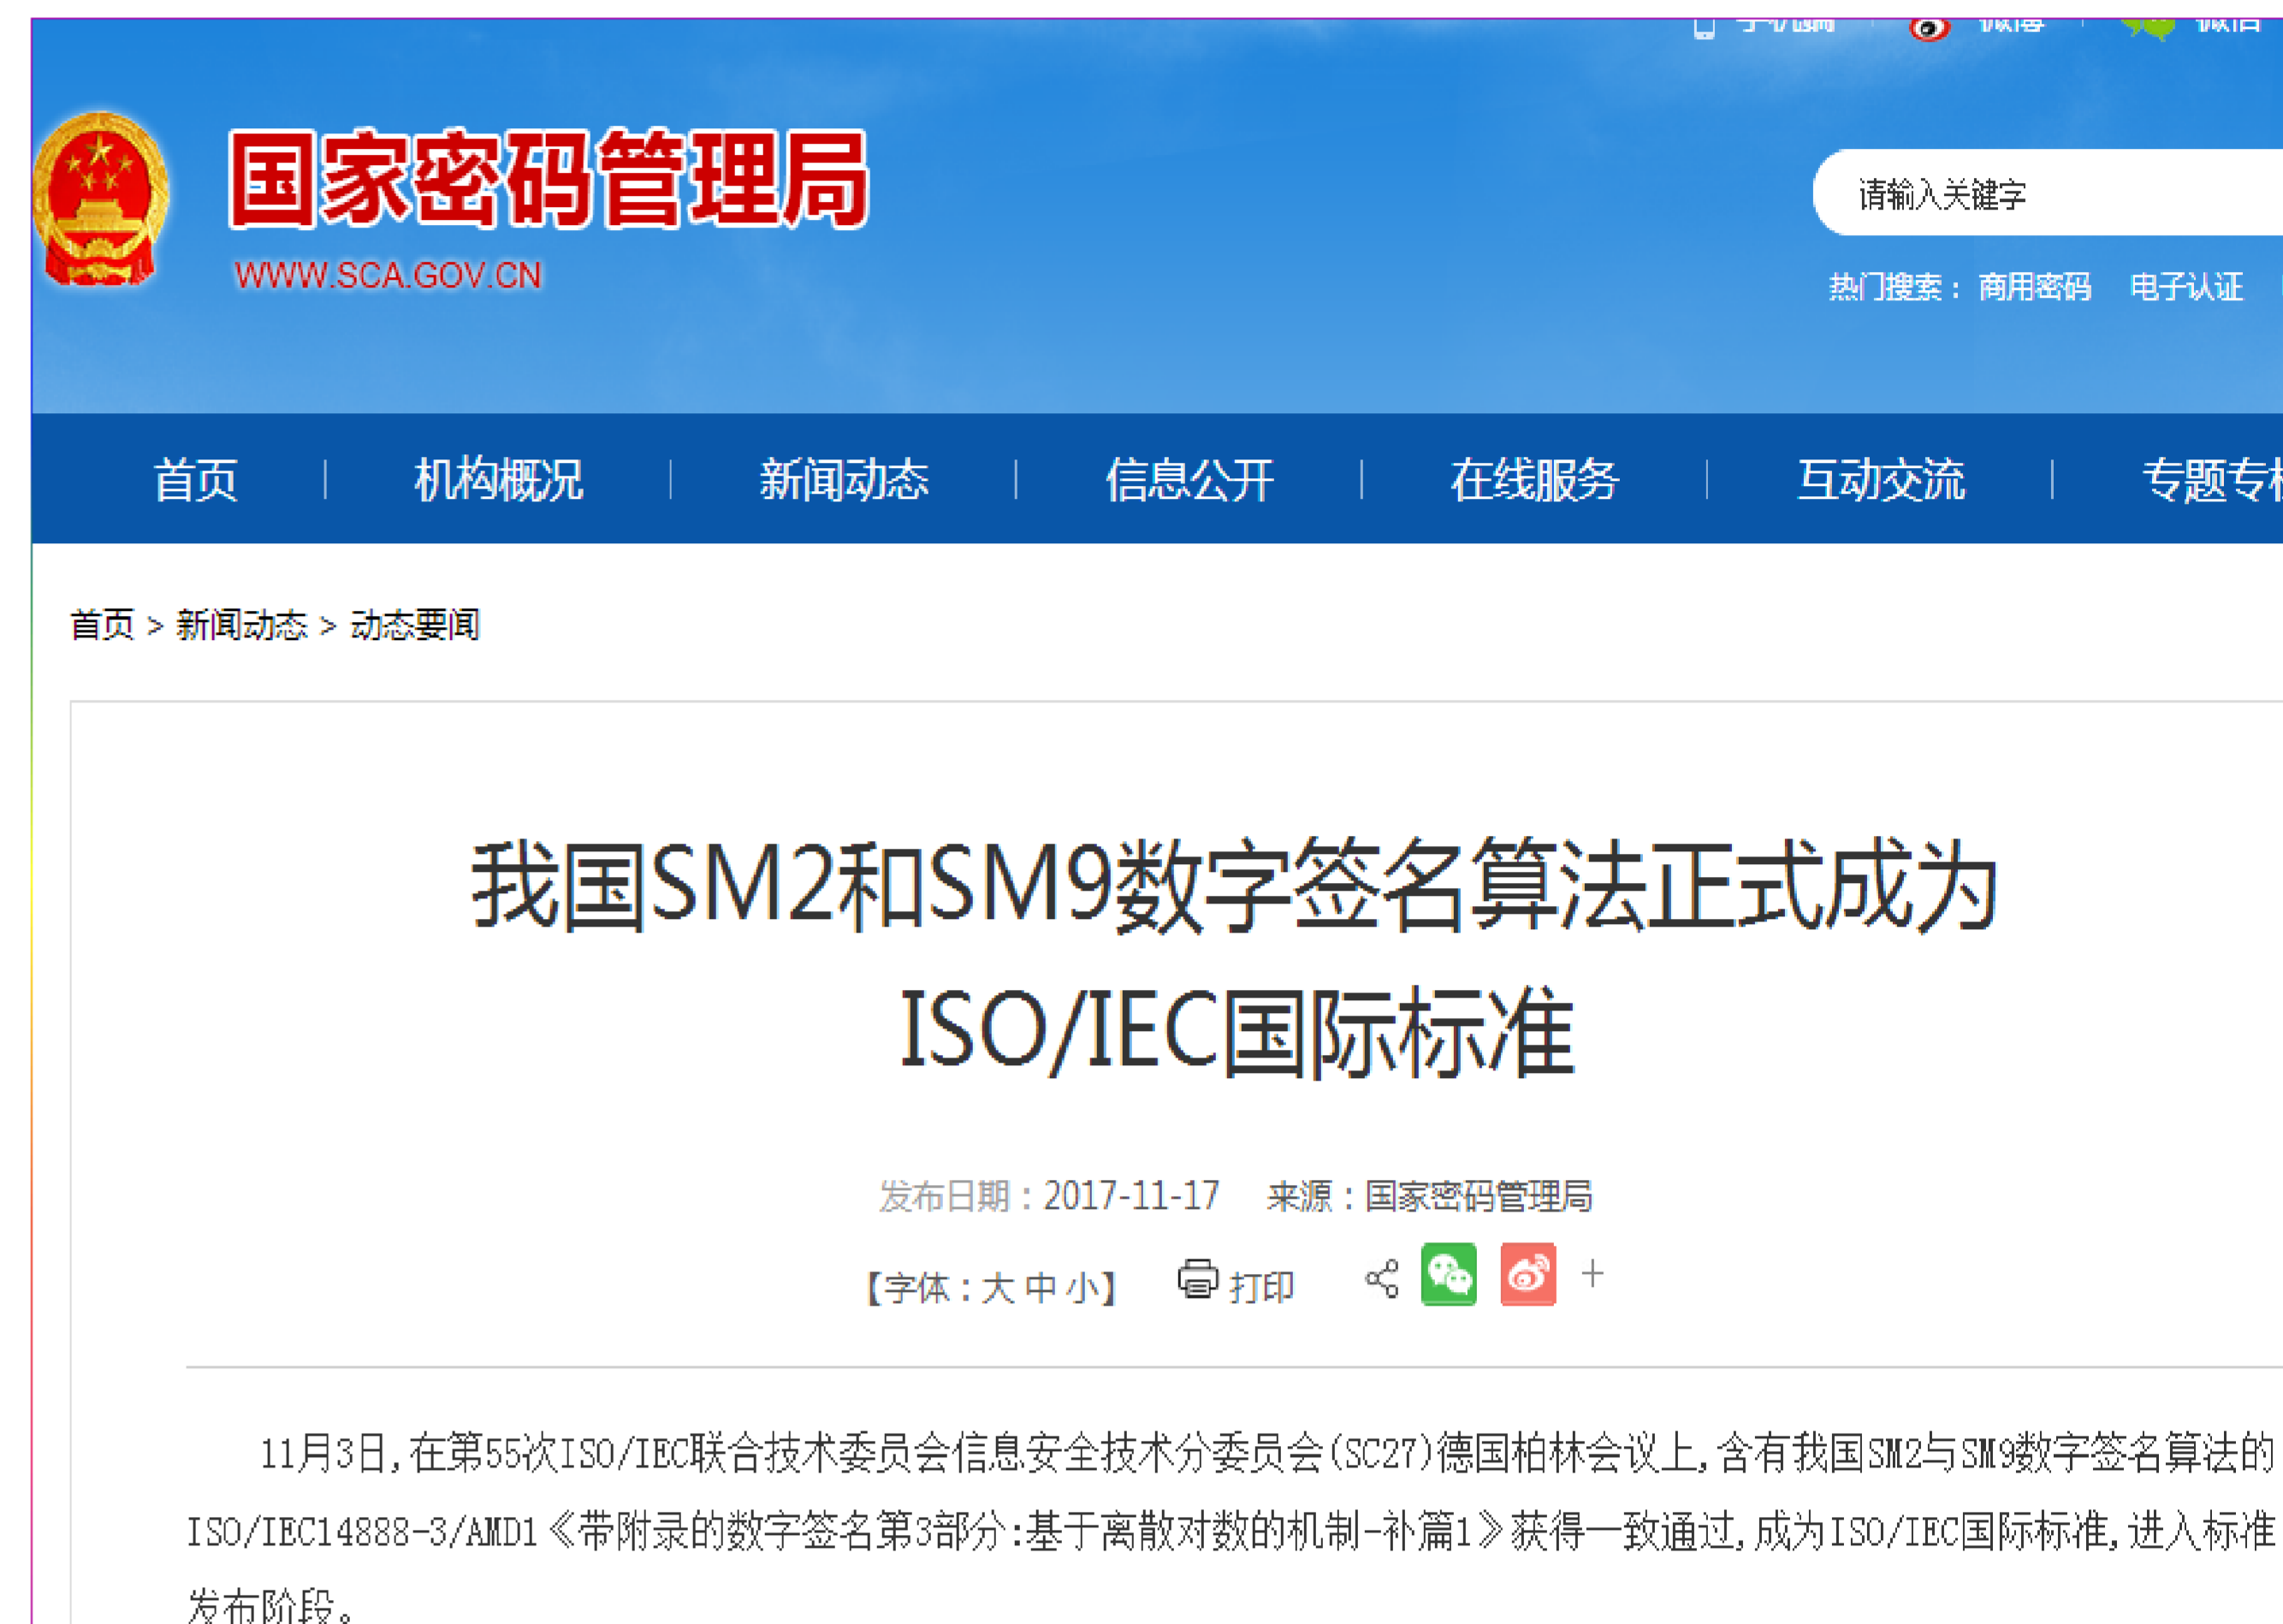 国家密码管理局
WWW.SCA.GOV.CN
请输入关键字
热门搜索： 商用密码 电子认证
首页 机构概况 新闻动态 信息公开 在线服务 互动交流 专题专
首页 > 新闻动态 > 动态要闻
我国SM2和SM9数字签名算法正式成为
ISO/IEC国际标准
发布日期：2017-11-17 来源：国家密码管理局
【字体：大 中 小】 打印
11月3日,在第55次ISO/IEC联合技术委员会信息安全技术分委员会(SC27)德国柏林会议上,含有我国SM2与SM9数字签名算法的
ISO/IEC14888-3/AMD1《带附录的数字签名第3部分:基于离散对数的机制-补篇1》获得一致通过,成为ISO/IEC国际标准,进入标准
发布阶段。